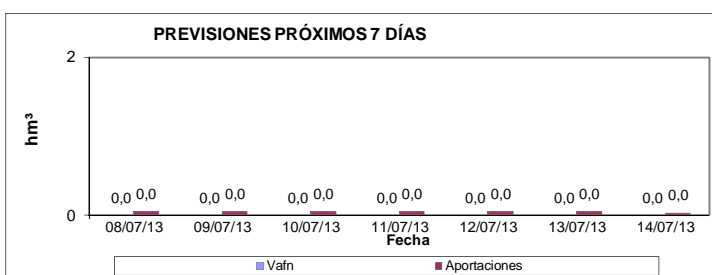 PREVISIONES PRÓXIMOS 7 DÍAS
2
hm³
0,0 0,0 0,0 0,0 0,0 0,0 0,0 0,0 0,0 0,0 0,0 0,0 0,0 0,0
0
08/07/13 09/07/13 10/07/13 11/07/13 12/07/13 13/07/13 14/07/13
Fecha
Vafn Aportaciones